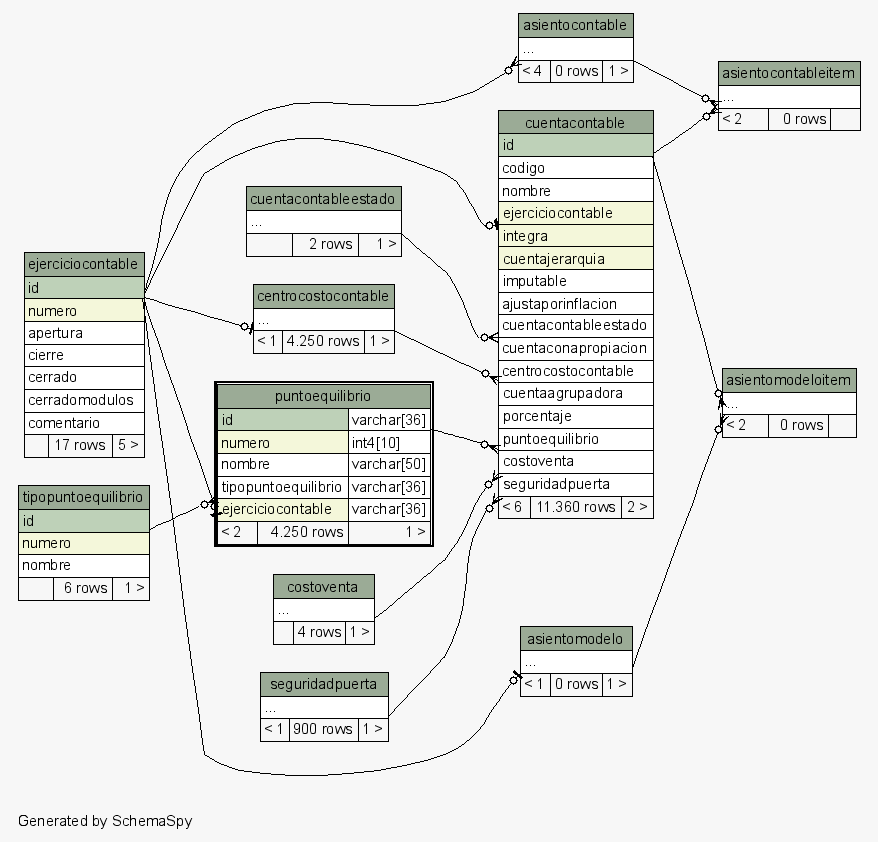 asientocontable
...
< 4 0 rows 1 >
asientocontableitem
...
< 2 0 rows
cuentacontable
id
codigo
nombre
ejerciciocontable
integra
cuentajerarquia
imputable
ajustaporinflacion
cuentacontableestado
cuentaconapropiacion
centrocostocontable
cuentaagrupadora
porcentaje
puntoequilibrio
costoventa
seguridadpuerta
< 6 11.360 rows 2 >
cuentacontableestado
...
2 rows 1 >
ejerciciocontable
id
numero
apertura
cierre
cerrado
cerradomodulos
comentario
17 rows 5 >
centrocostocontable
...
< 1 4.250 rows 1 >
puntoequilibrio
id varchar[36]
numero int4[10]
nombre varchar[50]
tipopuntoequilibrio varchar[36]
ejerciciocontable varchar[36]
< 2 4.250 rows 1 >
asientomodeloitem
...
< 2 0 rows
tipopuntoequilibrio
id
numero
nombre
6 rows 1 >
costoventa
...
4 rows 1 >
asientomodelo
...
< 1 0 rows 1 >
seguridadpuerta
...
< 1 900 rows 1 >
Generated by SchemaSpy